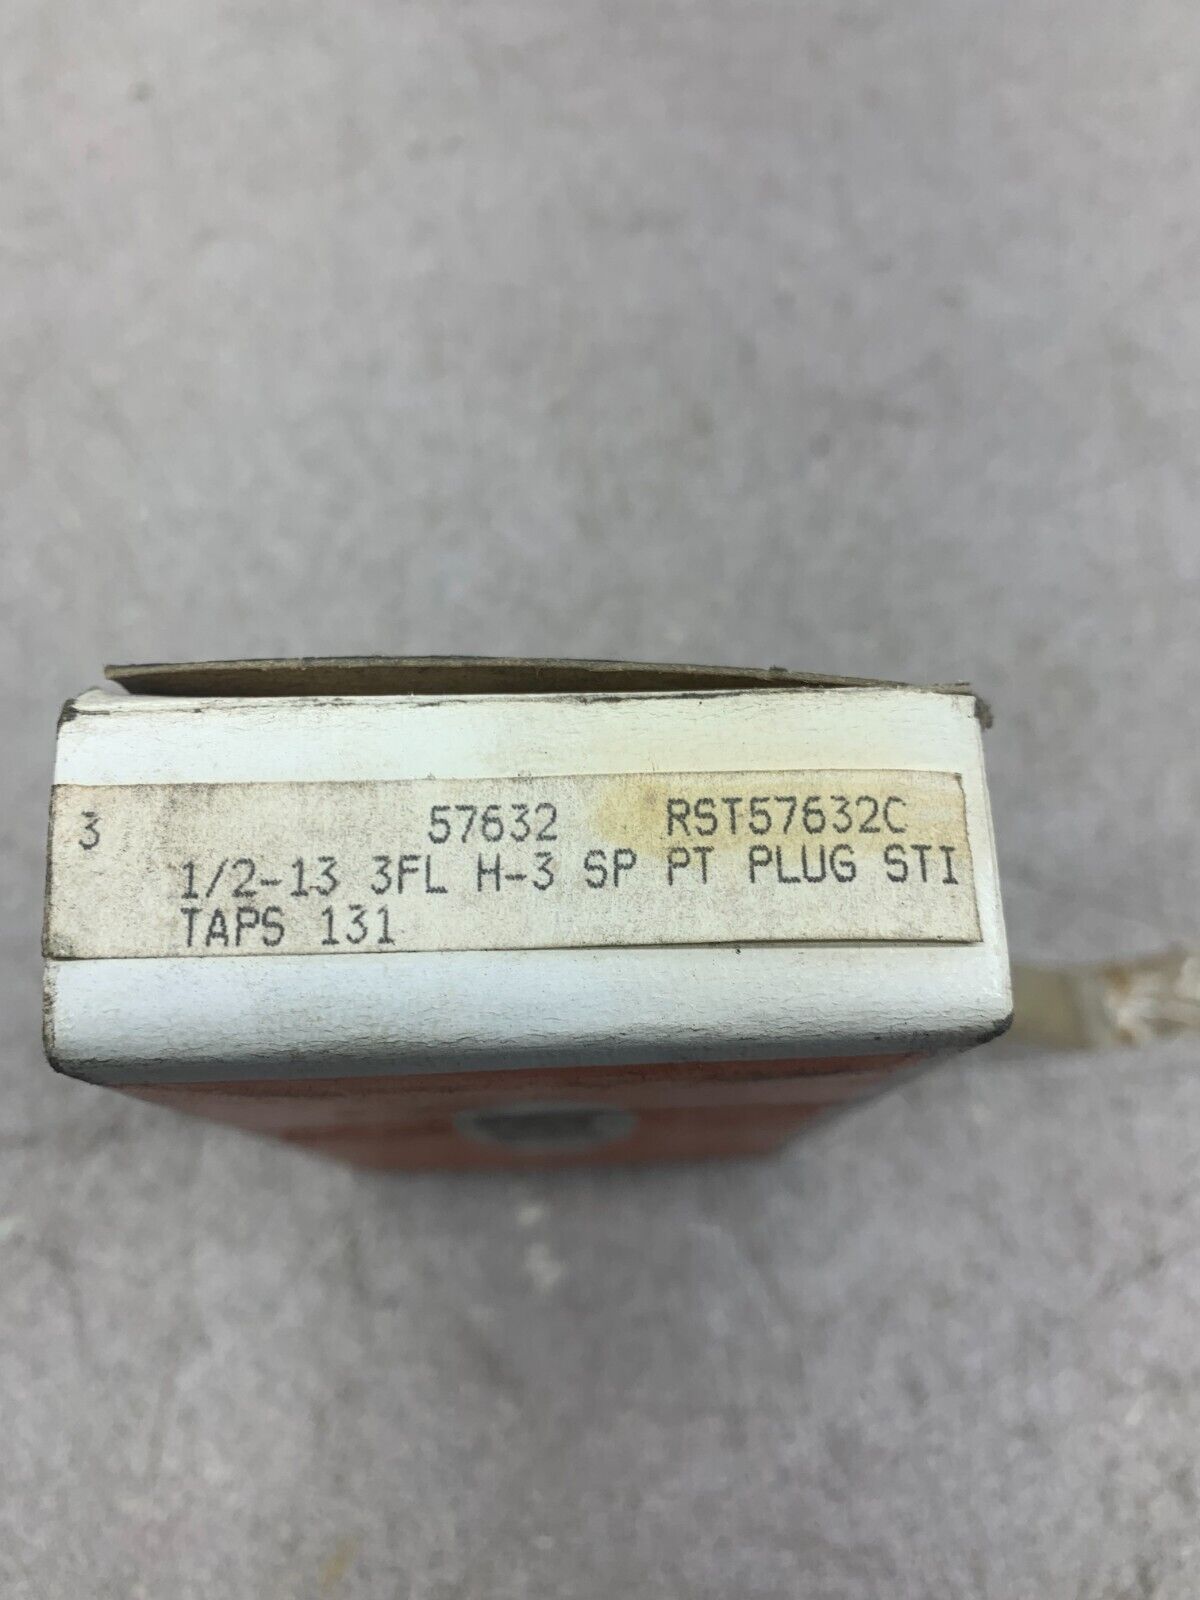 3 57632 RST57632C
1/2-13 3FL H-3 SP PT PLUG STI
TAPS 131